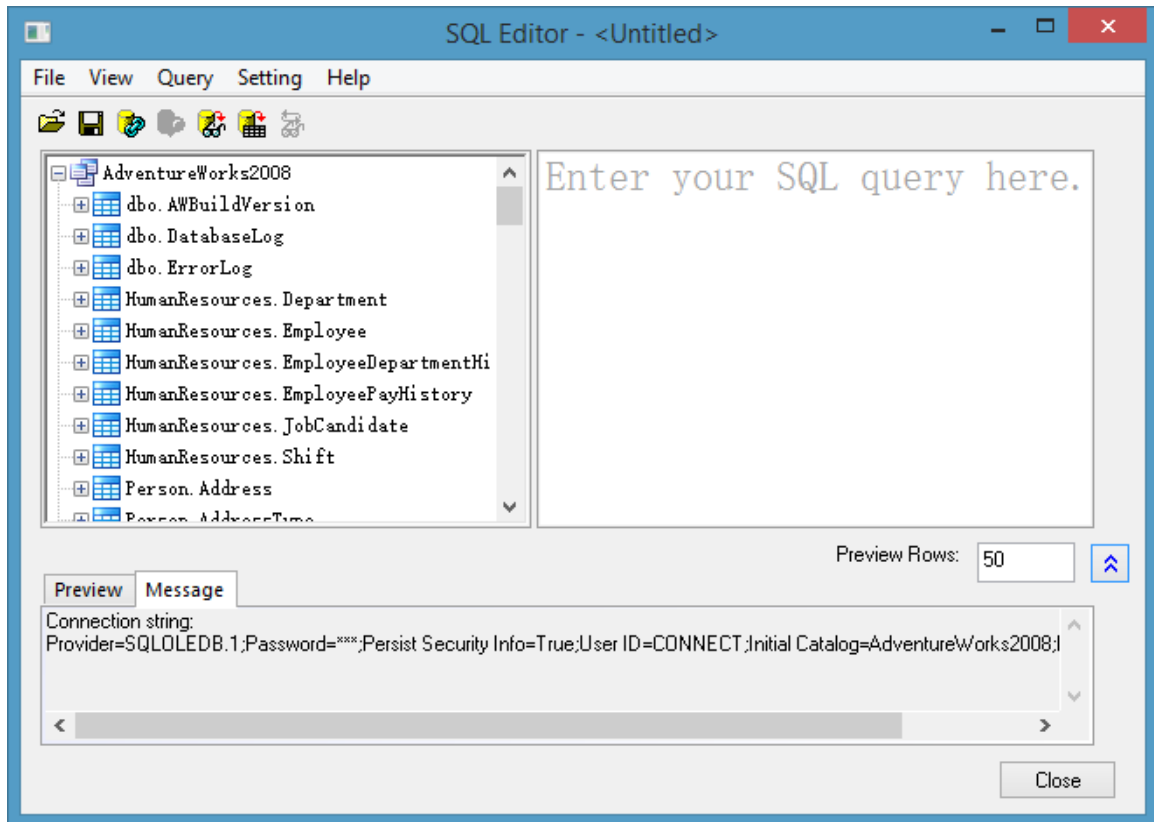 SQL Editor - <Untitled>
File View Query Setting Help
AdventureWorks2008
dbo.AWBuildVersion
dbo.DatabaseLog
dbo.ErrorLog
HumanResources.Department
HumanResources.Employee
HumanResources.EmployeeDepartmentHi
HumanResources.EmployeePayHistory
HumanResources.JobCandidate
HumanResources.Shift
Person.Address
Person.AddressType
Enter your SQL query here.
Preview Rows: 50
Preview Message
Connection string:
Provider=SQLOLEDB.1;Password=***;Persist Security Info=True;User ID=CONNECT;Initial Catalog=AdventureWorks2008;
Close